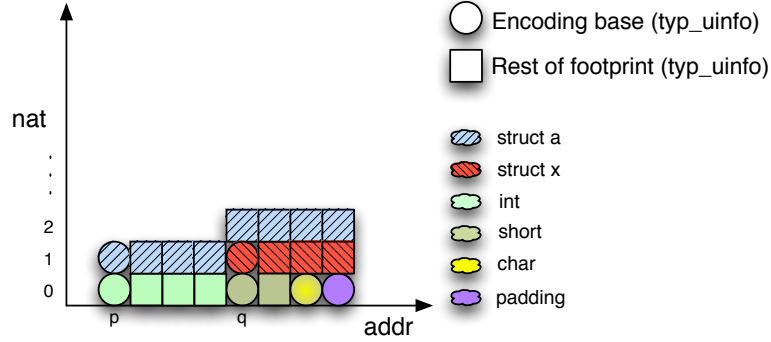 Encoding base (typ_uinfo)
Rest of footprint (typ_uinfo)
nat
.
.
.
2
1
0
p
q
addr
struct a
struct x
int
short
char
padding